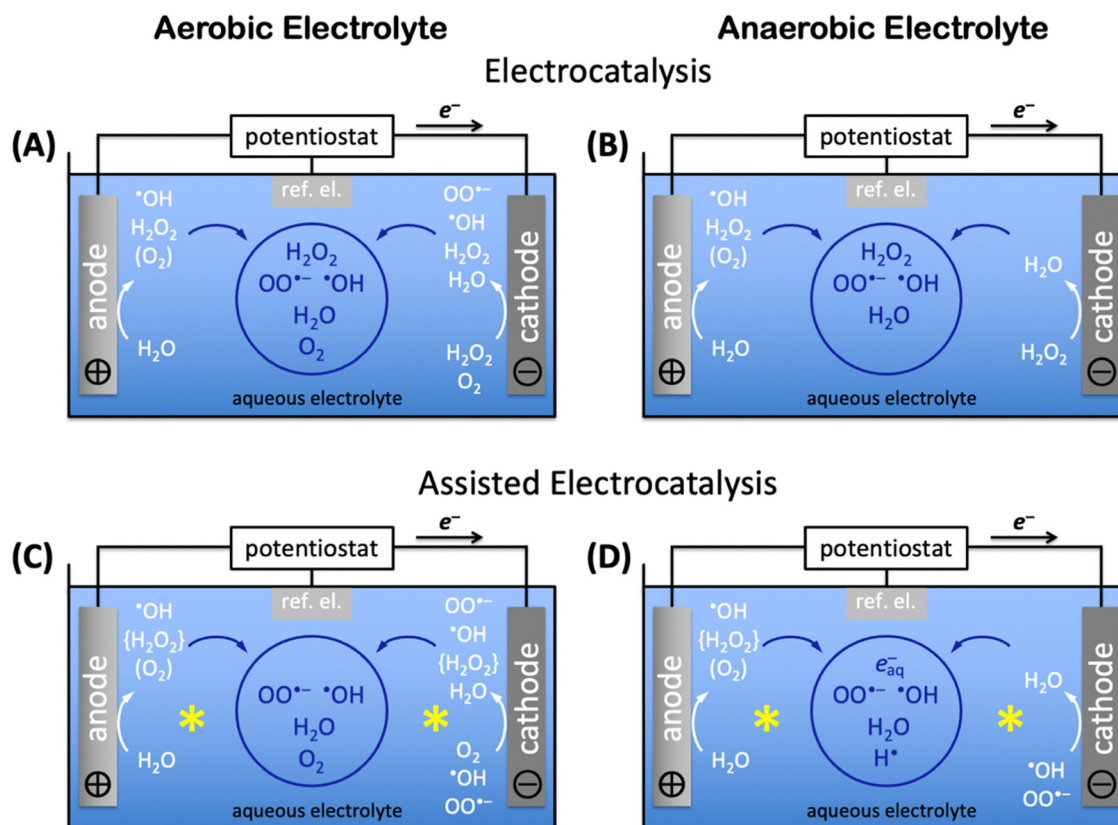 Aerobic Electrolyte
Anaerobic Electrolyte
Electrocatalysis
(A)
potentiostat
e⁻
ref. el.
anode
⊕
•OH
H₂O₂
(O₂)
H₂O
H₂O₂
OO•⁻ •OH
H₂O
O₂
OO•⁻
•OH
H₂O₂
H₂O
H₂O₂
O₂
cathode
⊖
aqueous electrolyte
(B)
potentiostat
e⁻
ref. el.
anode
⊕
•OH
H₂O₂
(O₂)
H₂O
H₂O₂
OO•⁻ •OH
H₂O
H₂O
H₂O₂
cathode
⊖
aqueous electrolyte
Assisted Electrocatalysis
(C)
potentiostat
e⁻
ref. el.
anode
⊕
•OH
{H₂O₂}
(O₂)
*
H₂O
OO•⁻ •OH
H₂O
O₂
OO•⁻
•OH
{H₂O₂}
H₂O
*
O₂
•OH
OO•⁻
cathode
⊖
aqueous electrolyte
(D)
potentiostat
e⁻
ref. el.
anode
⊕
•OH
{H₂O₂}
(O₂)
*
H₂O
e⁻aq
OO•⁻ •OH
H₂O
H•
H₂O
*
•OH
OO•⁻
cathode
⊖
aqueous electrolyte